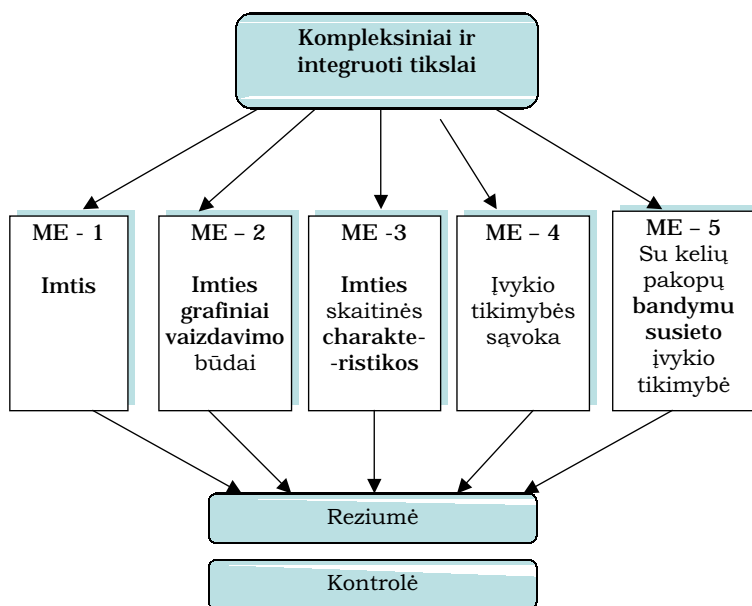 Kompleksiniai ir
integruoti tikslai
ME - 1
Imtis
ME – 2
Imties
grafiniai
vaizdavimo
būdai
ME -3
Imties
skaitinės
charakte-
-ristikos
ME – 4
Įvykio
tikimybės
sąvoka
ME – 5
Su kelių
pakopų
bandymu
susieto
įvykio
tikimybė
Reziumė
Kontrolė